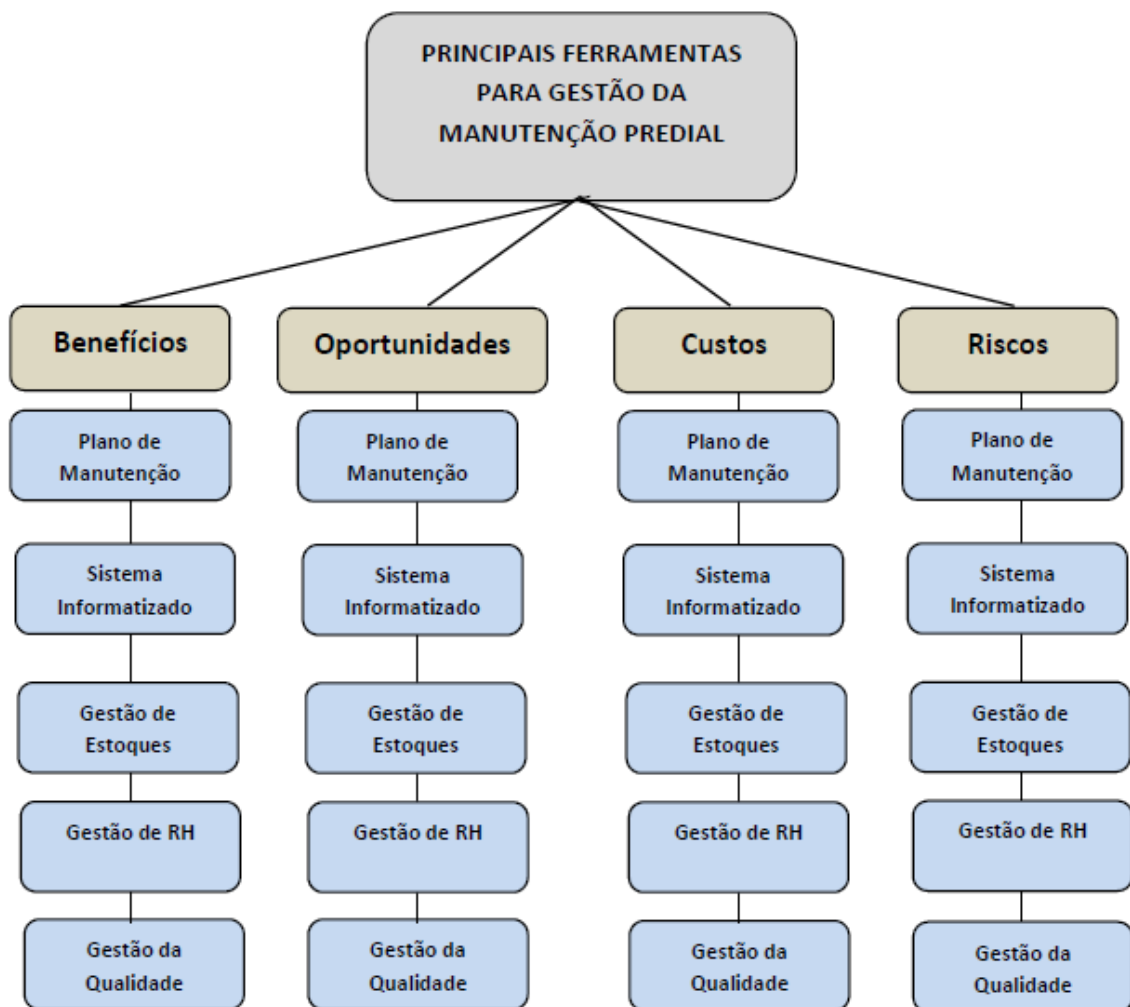 PRINCIPAIS FERRAMENTAS
PARA GESTÃO DA
MANUTENÇÃO PREDIAL
Benefícios
Oportunidades
Custos
Riscos
Plano de
Manutenção
Plano de
Manutenção
Plano de
Manutenção
Plano de
Manutenção
Sistema
Informatizado
Sistema
Informatizado
Sistema
Informatizado
Sistema
Informatizado
Gestão de
Estoques
Gestão de
Estoques
Gestão de
Estoques
Gestão de
Estoques
Gestão de RH
Gestão de RH
Gestão de RH
Gestão de RH
Gestão da
Qualidade
Gestão da
Qualidade
Gestão da
Qualidade
Gestão da
Qualidade